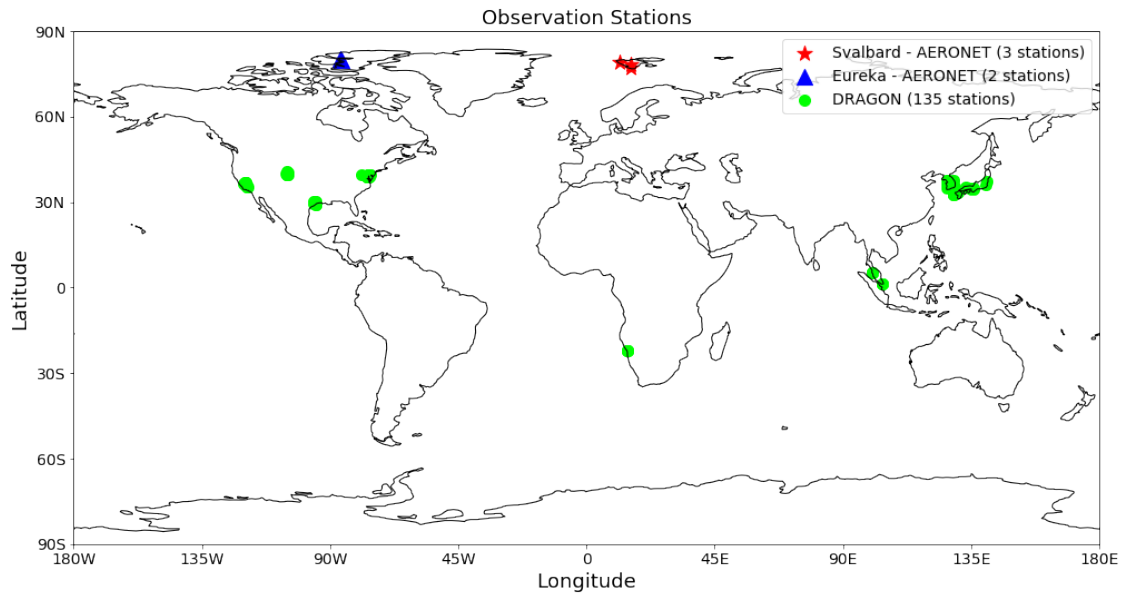 Observation Stations
Svalbard - AERONET (3 stations)
Eureka - AERONET (2 stations)
DRAGON (135 stations)
Latitude
90N
60N
30N
0
30S
60S
90S
180W
135W
90W
45W
0
45E
90E
135E
180E
Longitude